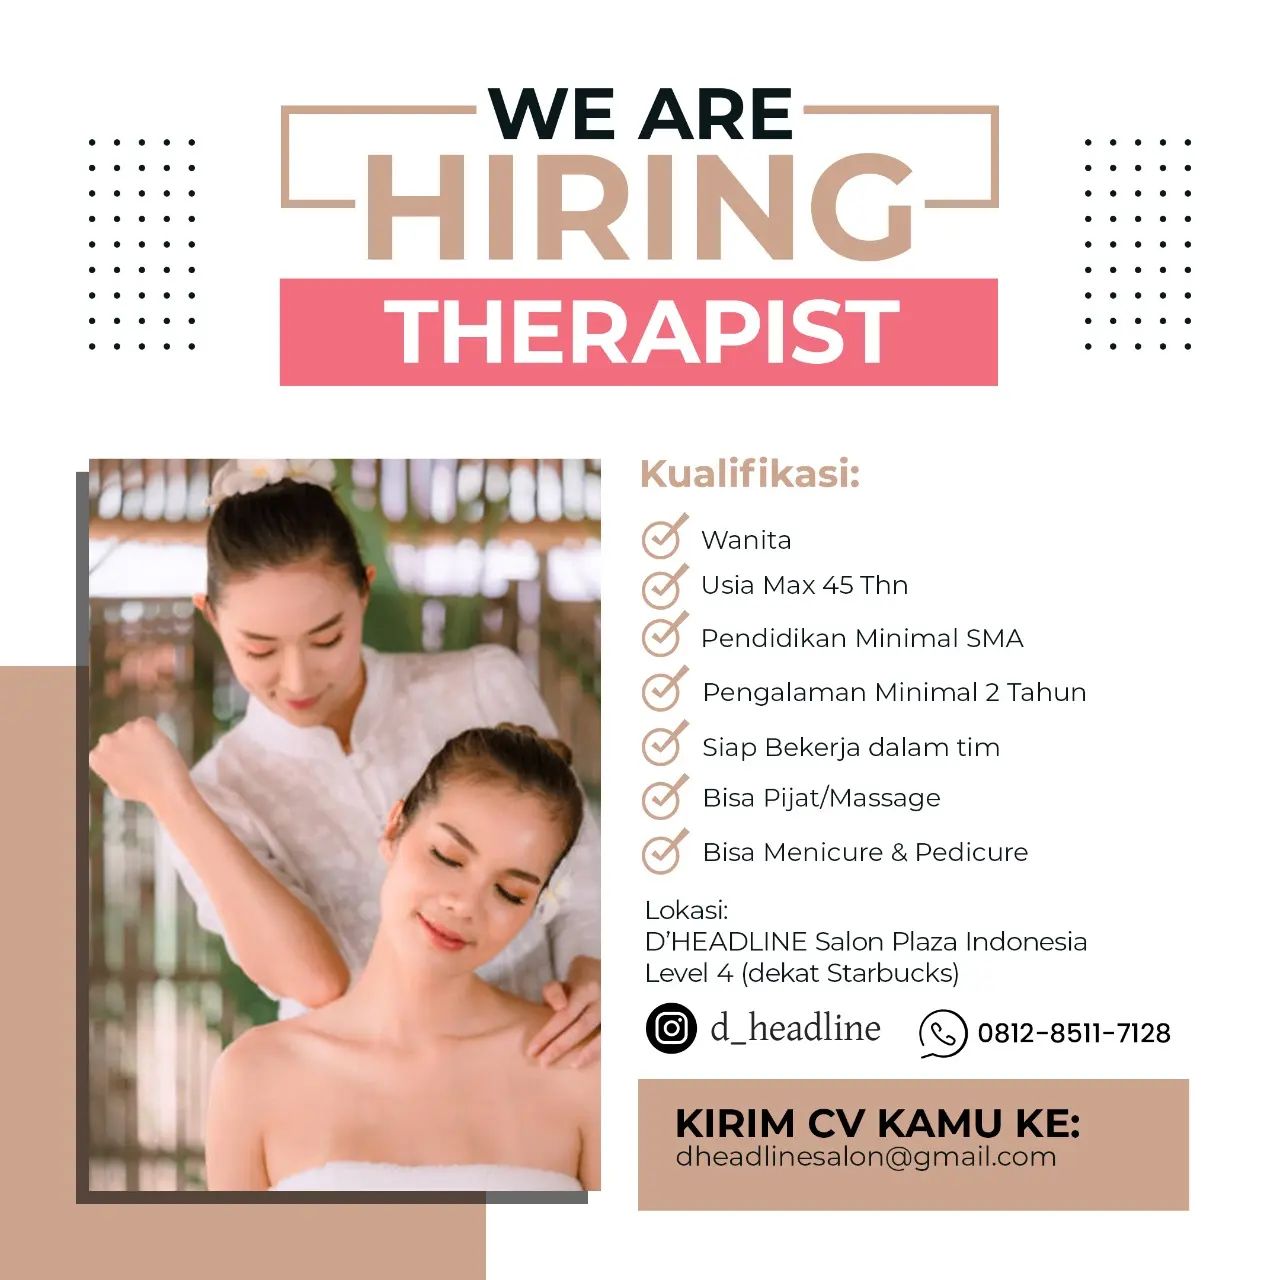 WE ARE
HIRING
THERAPIST
Kualifikasi:
Wanita
Usia Max 45 Thn
Pendidikan Minimal SMA
Pengalaman Minimal 2 Tahun
Siap Bekerja dalam tim
Bisa Pijat/Massage
Bisa Menicure & Pedicure
Lokasi:
D'HEADLINE Salon Plaza Indonesia
Level 4 (dekat Starbucks)
d_headline
0812-8511-7128
KIRIM CV KAMU KE:
dheadlinesalon@gmail.com